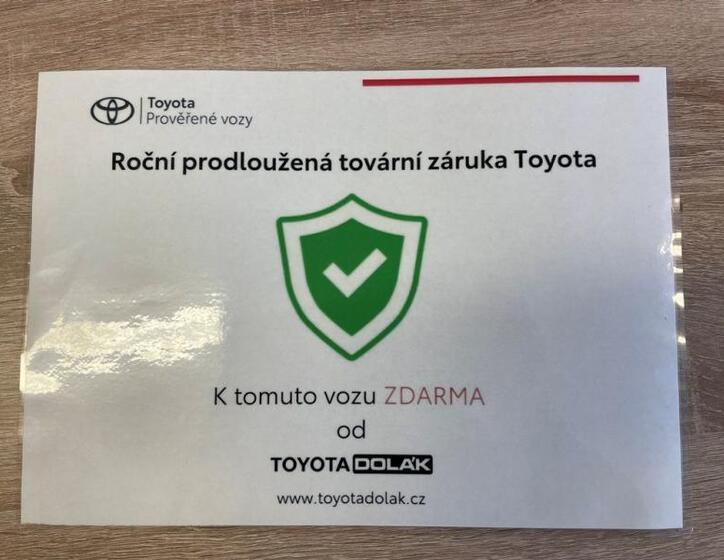 Toyota
Prověřené vozy
Roční prodloužená tovární záruka Toyota
K tomuto vozu ZDARMA
od
TOYOTA DOLÁK
www.toyotadolak.cz